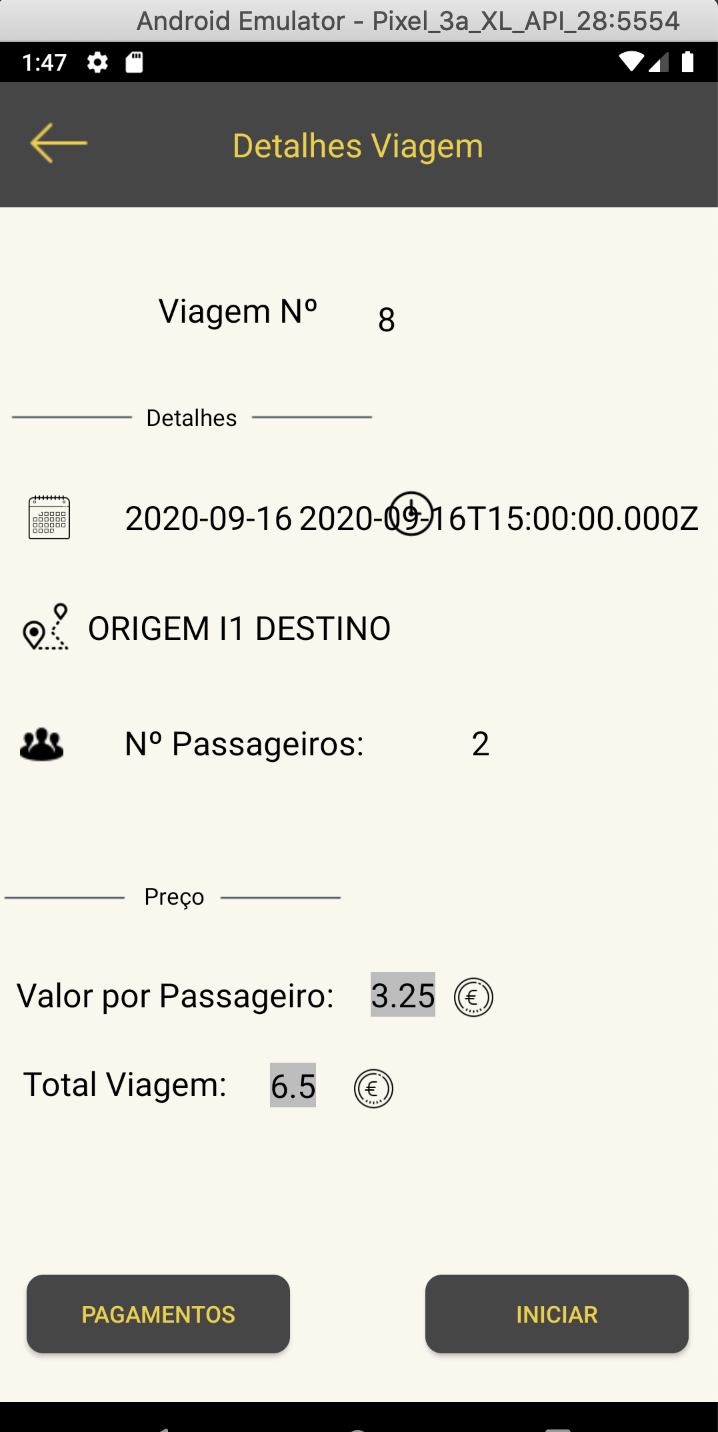 Android Emulator - Pixel_3a_XL_API_28:5554
1:47
Detalhes Viagem
Viagem Nº 8
Detalhes
2020-09-16 2020-09-16T15:00:00.000Z
ORIGEM I1 DESTINO
Nº Passageiros: 2
Preço
Valor por Passageiro: 3.25 €
Total Viagem: 6.5 €
PAGAMENTOS INICIAR